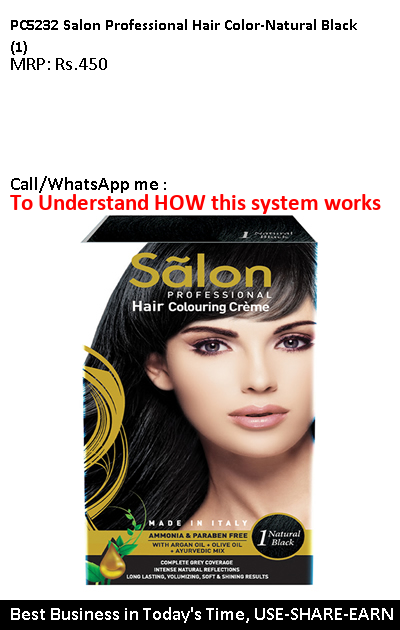 PC5232 Salon Professional Hair Color-Natural Black
(1)
MRP: Rs.450
Call/WhatsApp me :
To Understand HOW this system works
1 Natural
Black
Sãlon
PROFESSIONAL
Hair Colouring Crème
MADE IN ITALY
AMMONIA & PARABEN FREE
WITH ARGAN OIL + OLIVE OIL
+ AYURVEDIC MIX
1 Natural
Black
COMPLETE GREY COVERAGE
INTENSE NATURAL REFLECTIONS
LONG LASTING, VOLUMIZING, SOFT & SHINING RESULTS
Best Business in Today's Time, USE-SHARE-EARN